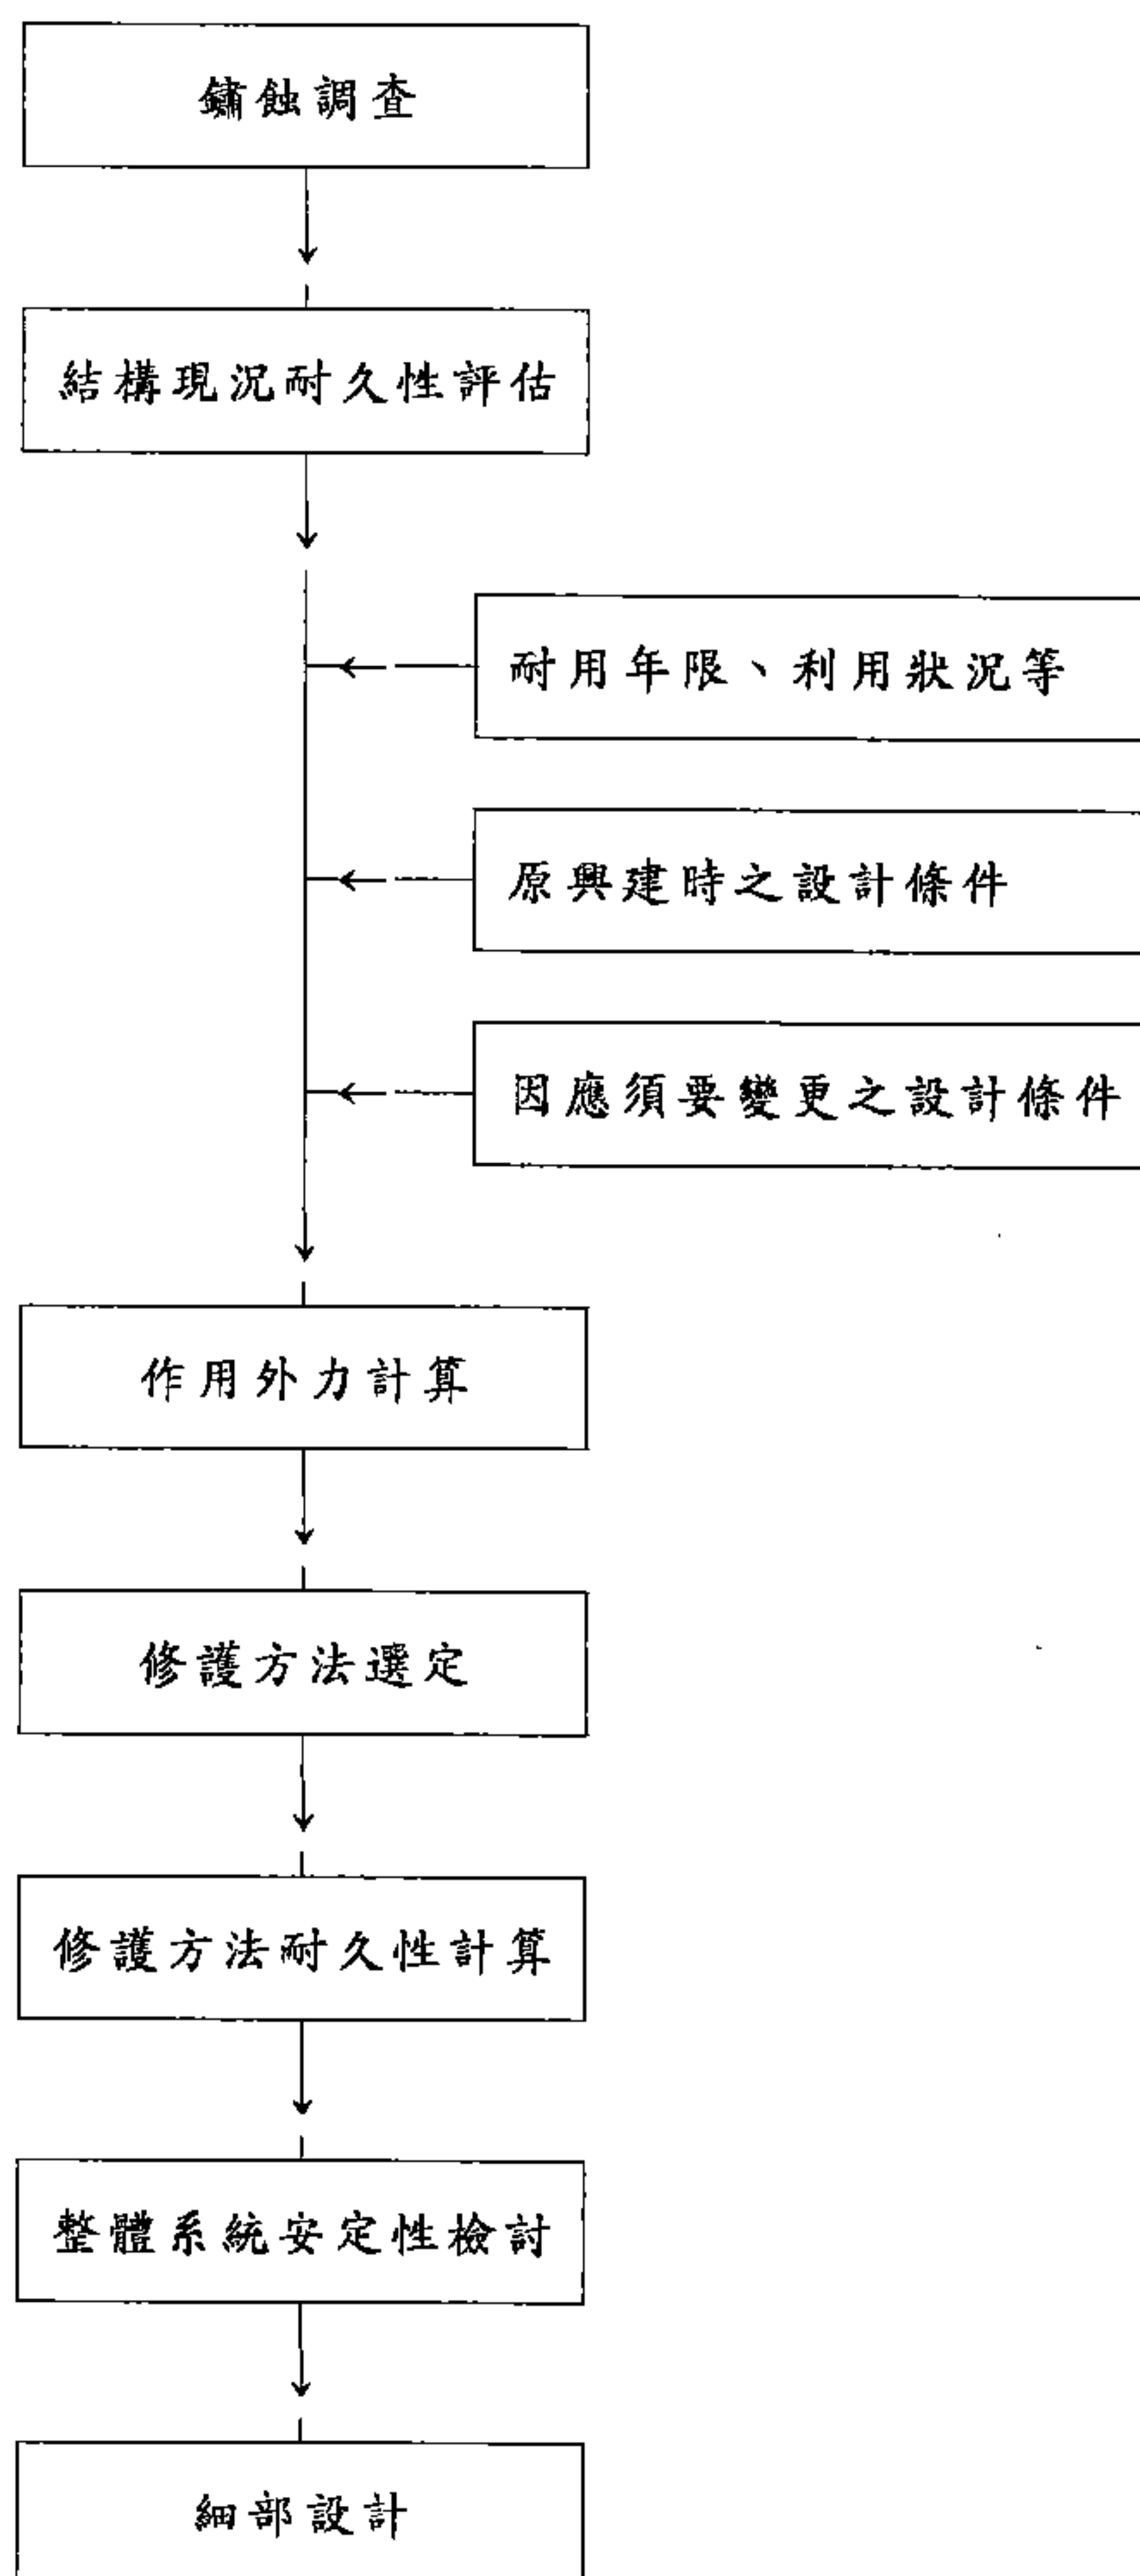 鏽蝕調查
結構現況耐久性評估
耐用年限、利用狀況等
原興建時之設計條件
因應須要變更之設計條件
作用外力計算
修護方法選定
修護方法耐久性計算
整體系統安定性檢討
細部設計